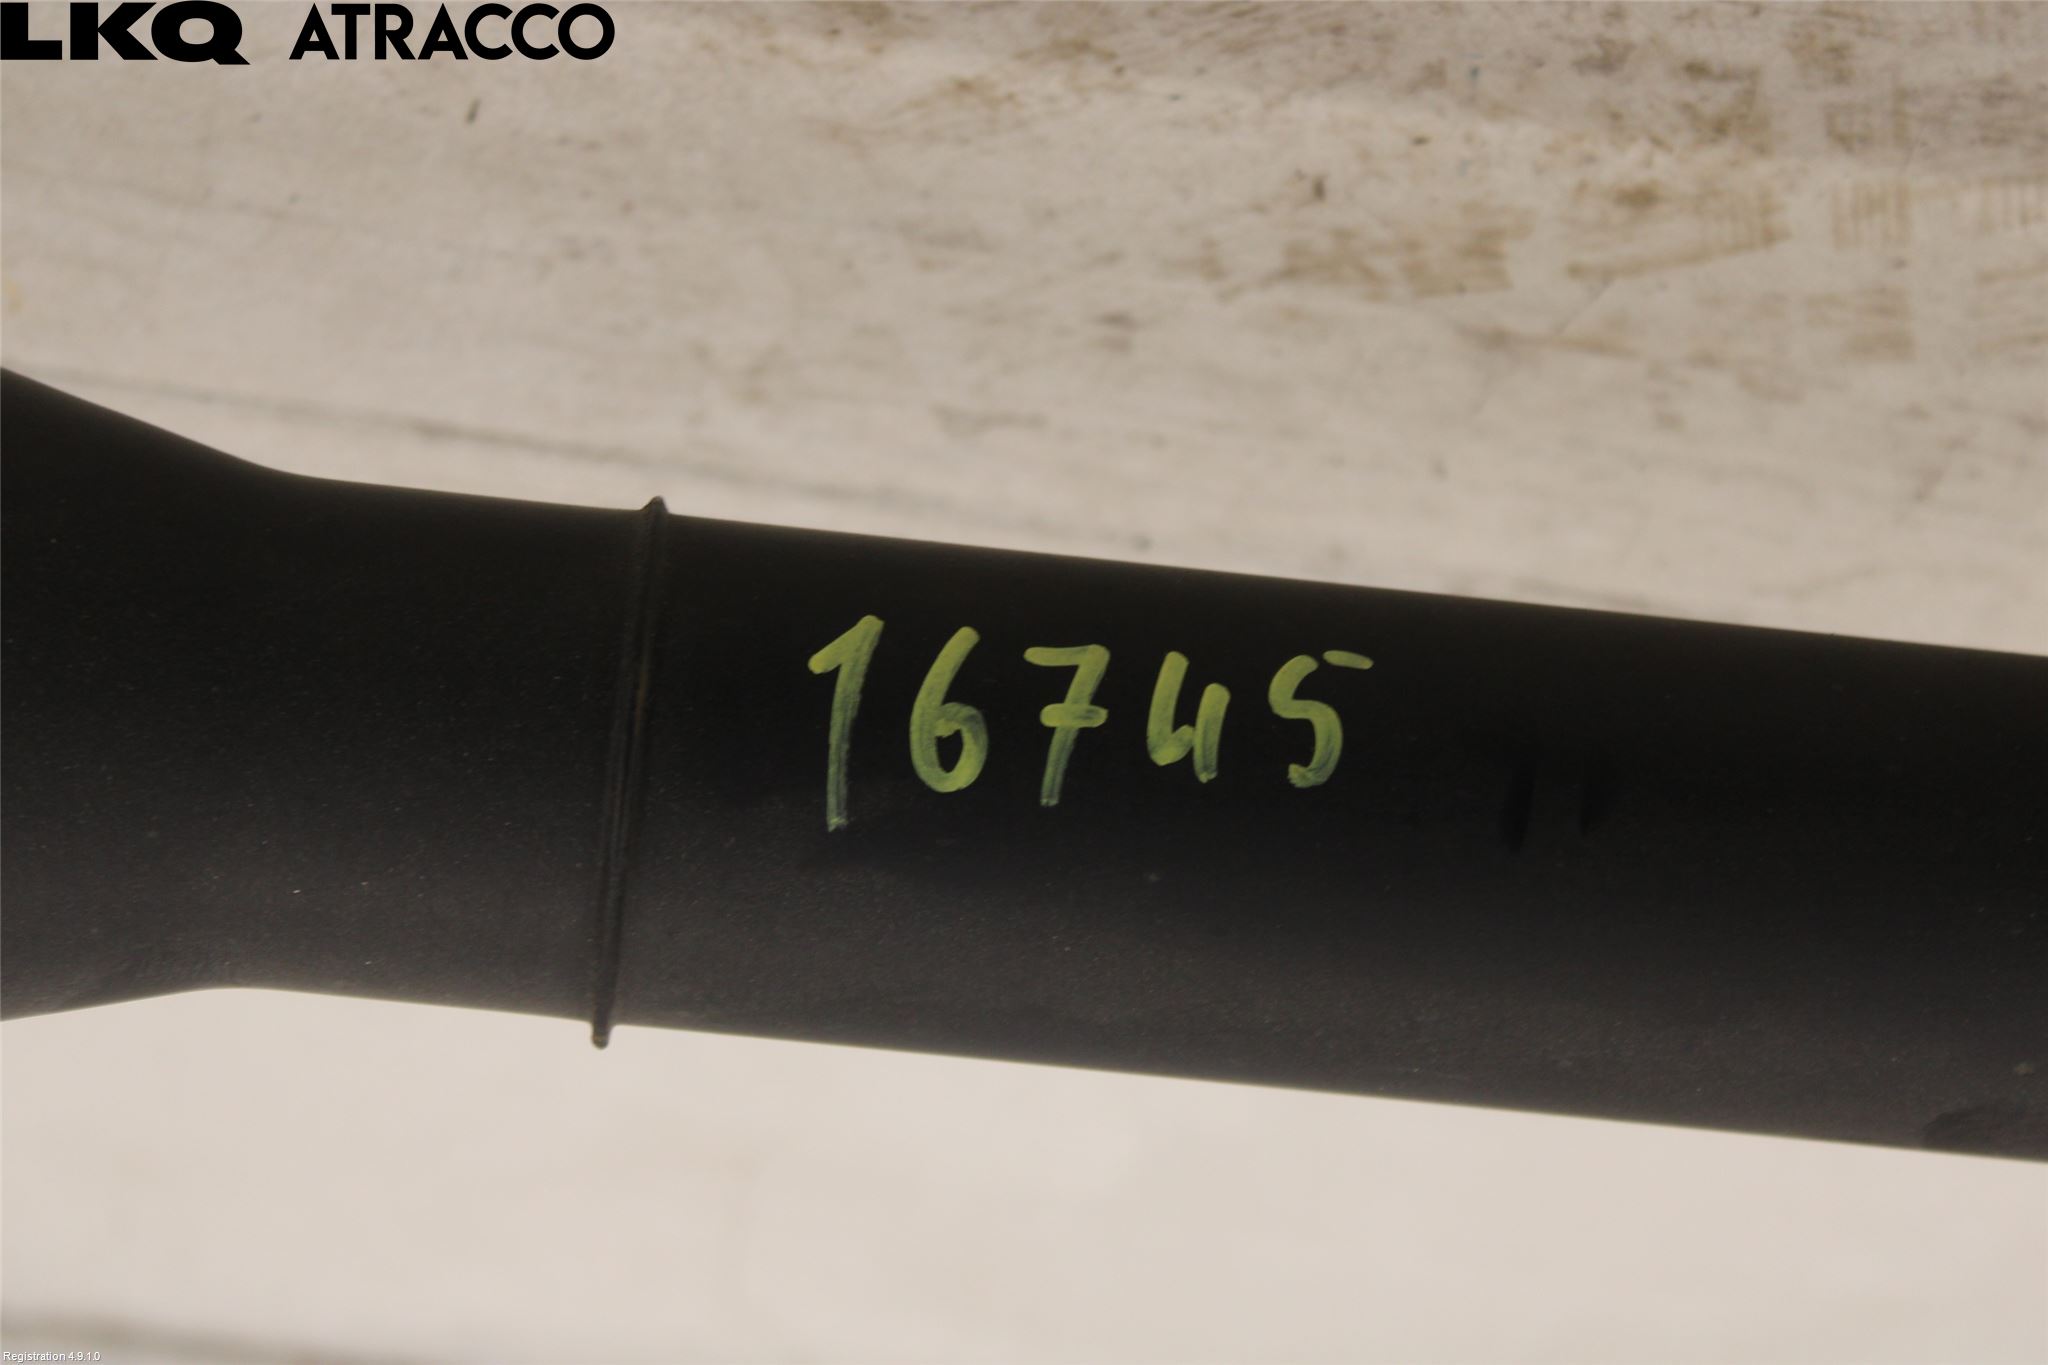 LKQ ATRACCO
16745
Registration 4.9.1.0